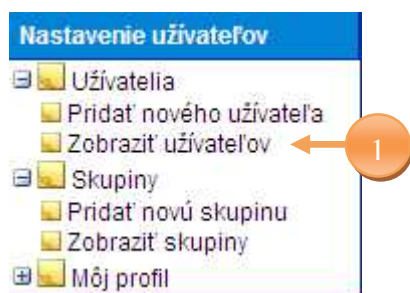 Nastavenie užívateľov
Užívatelia
Pridať nového užívateľa
Zobraziť užívateľov
1
Skupiny
Pridať novú skupinu
Zobraziť skupiny
Môj profil